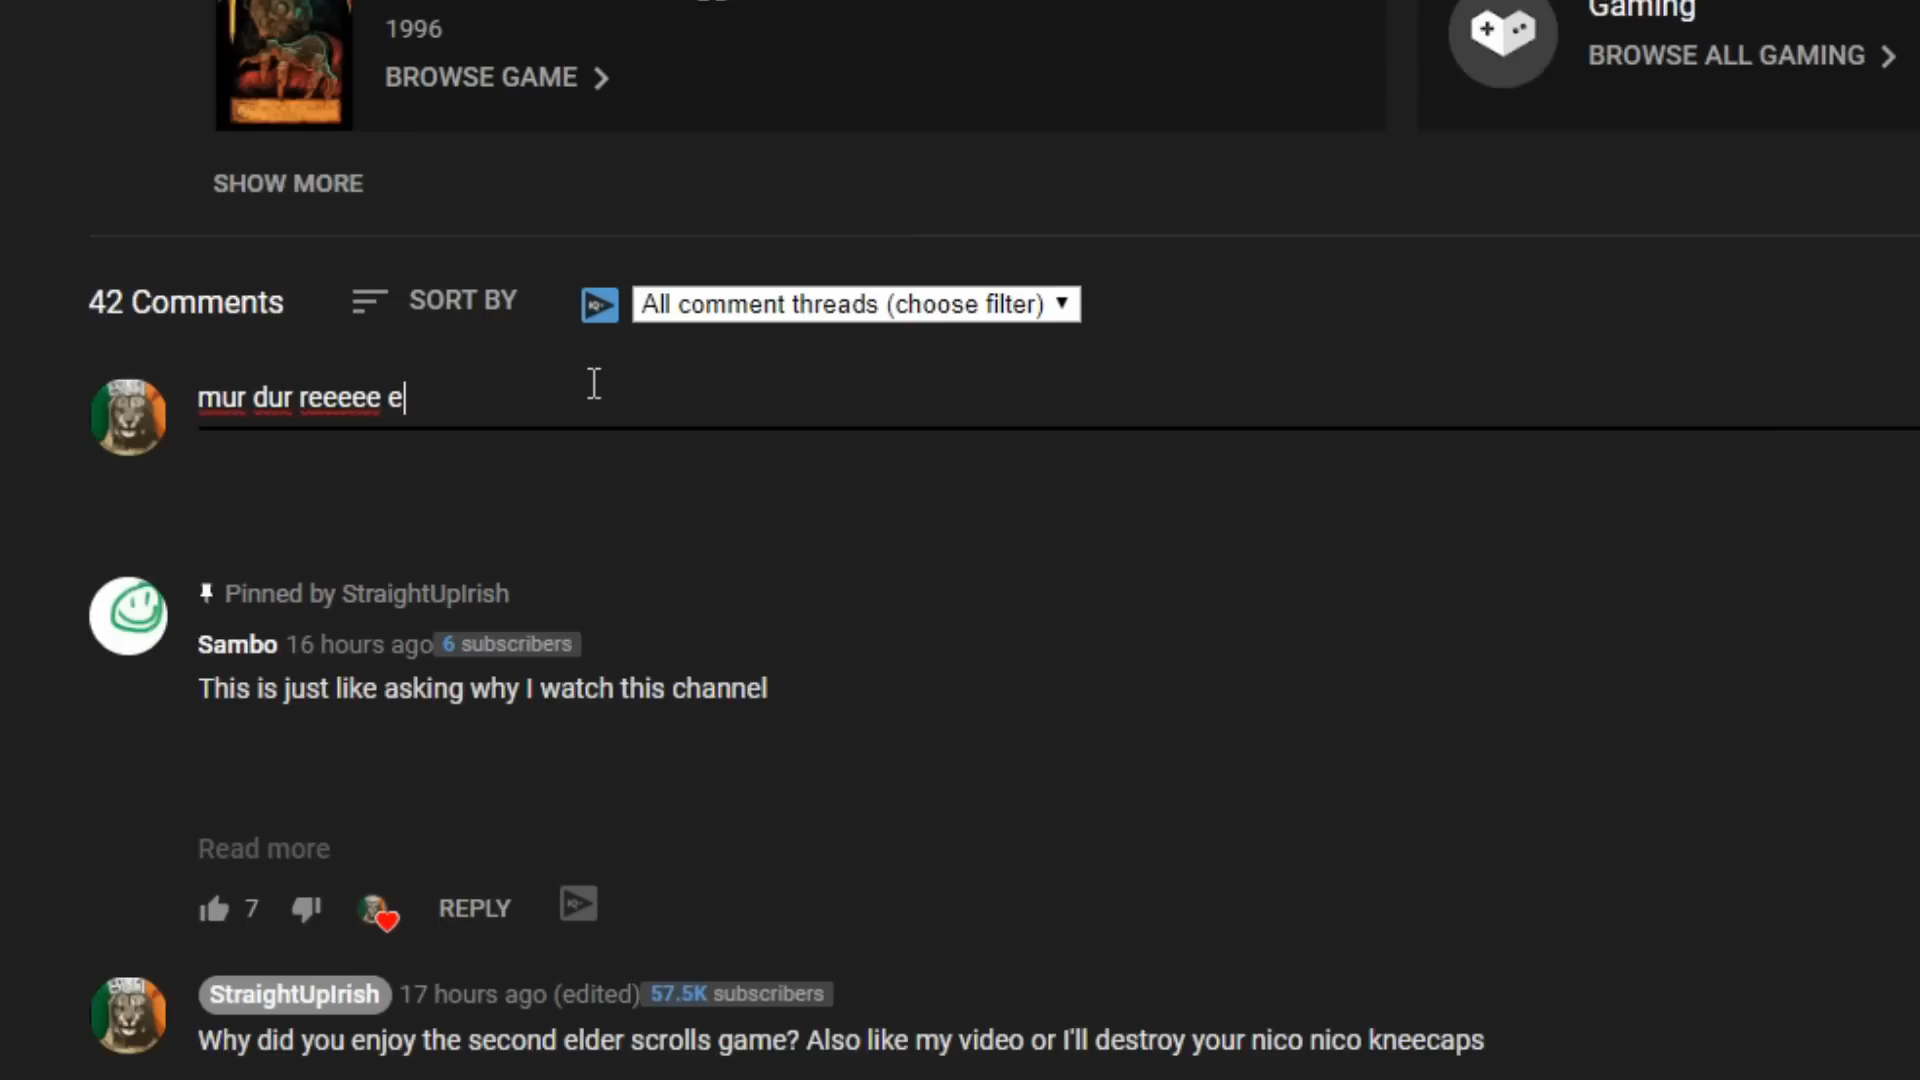 Gaming
1996
BROWSE GAME
BROWSE ALL GAMING
SHOW MORE
42 Comments
SORT BY
All comment threads (choose filter)
mur dur reeeee e
Pinned by StraightUpIrish
Sambo 16 hours ago 6 subscribers
This is just like asking why I watch this channel
Read more
7
REPLY
StraightUpIrish 17 hours ago (edited) 57.5K subscribers
Why did you enjoy the second elder scrolls game? Also like my video or I'll destroy your nico nico kneecaps